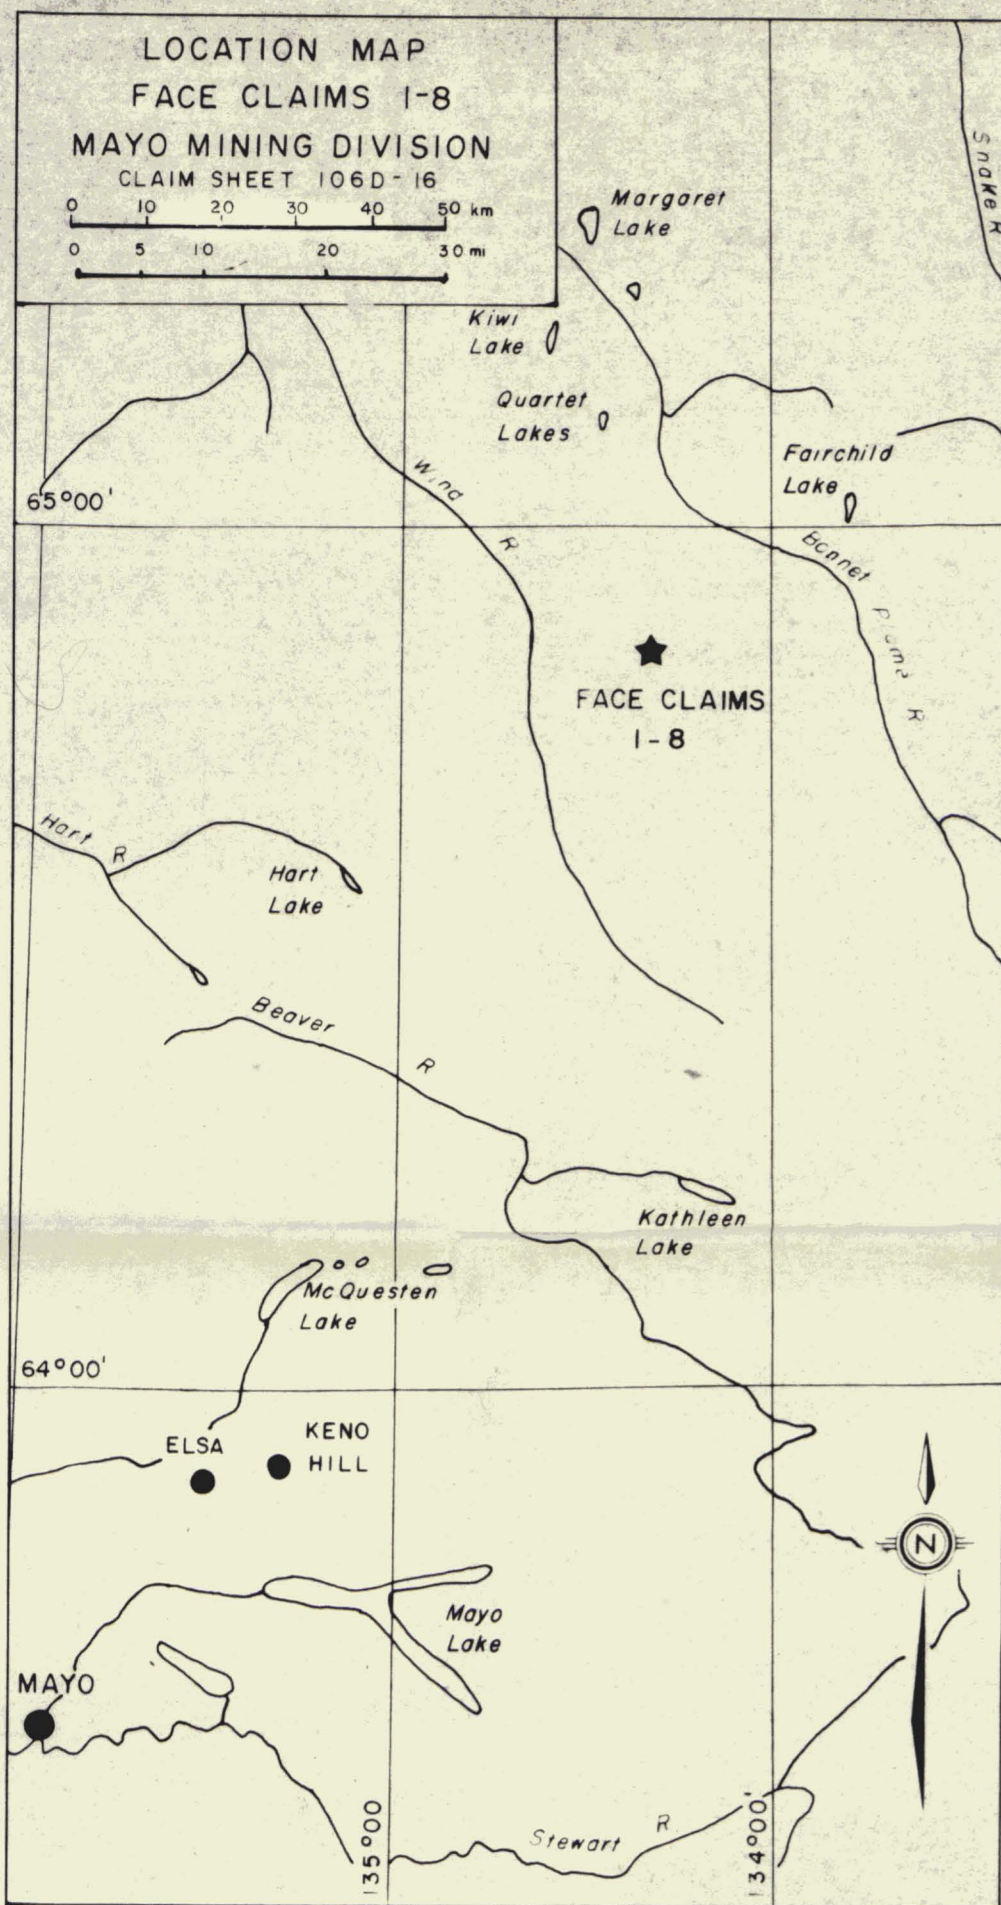 LOCATION MAP
FACE CLAIMS 1-8
MAYO MINING DIVISION
CLAIM SHEET 106D-16
0 10 20 30 40 50 km
0 5 10 20 30 mi
Snake R
Margaret
Lake
Kiwi
Lake
Quartet
Lakes
Fairchild
Lake
Wind R
65°00'
Bonnet Plume R
FACE CLAIMS
1-8
Hart R
Hart
Lake
Beaver R
Kathleen
Lake
McQuesten
Lake
64°00'
ELSA
KENO
HILL
N
Mayo
Lake
MAYO
Stewart R
135°00
134°00'